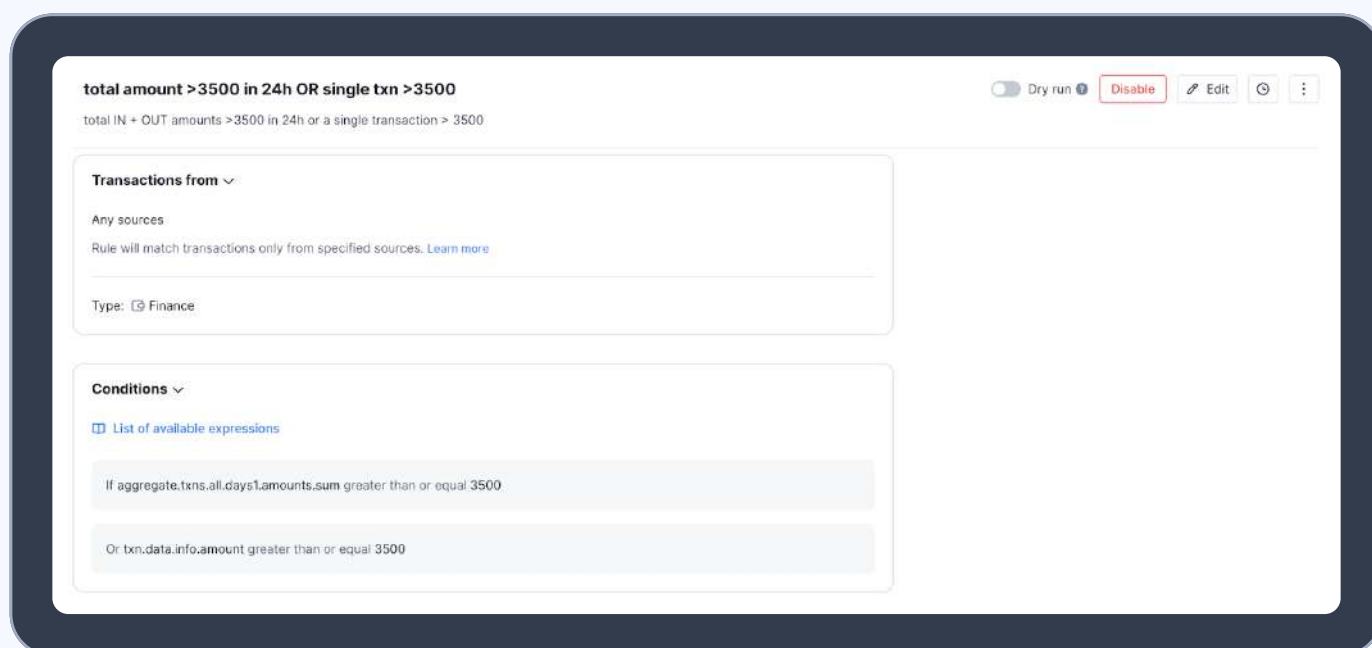 total amount >3500 in 24h OR single txn >3500
Dry run
Disable
Edit
total IN + OUT amounts >3500 in 24h or a single transaction > 3500
Transactions from
Any sources
Rule will match transactions only from specified sources. Learn more
Type: Finance
Conditions
List of available expressions
If aggregate.txns.all.days1.amounts.sum greater than or equal 3500
Or txn.data.info.amount greater than or equal 3500